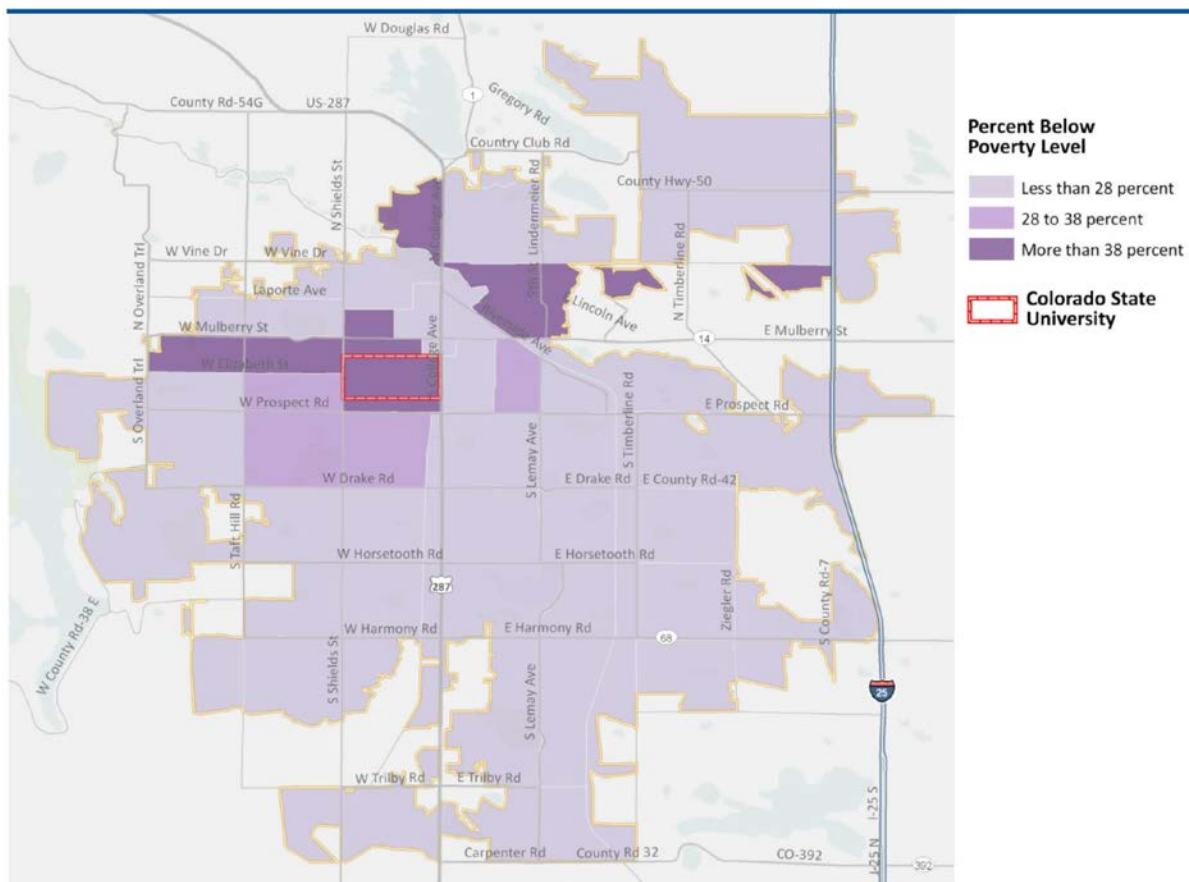 W Douglas Rd
Gregory Rd
County Rd-54G
US-287
1
Country Club Rd
N Shields St
County Hwy-50
Lindenmeier Rd
N Timberline Rd
W Vine Dr
W Vine Dr
N Overland Trl
Laporte Ave
Lincoln Ave
Riverside Ave
W Mulberry St
E Mulberry St
14
W Elizabeth St
S College Ave
S Overland Trl
W Prospect Rd
E Prospect Rd
S Lemay Ave
S Timberline Rd
W Drake Rd
E Drake Rd
E County Rd-42
S Taft Hill Rd
W Horsetooth Rd
E Horsetooth Rd
287
Ziegler Rd
S County Rd-7
W County Rd-38 E
W Harmony Rd
E Harmony Rd
68
S Shields St
S Lemay Ave
25
W Trilby Rd
E Trilby Rd
I-25 S
I-25 N
Carpenter Rd
County Rd 32
CO-392
392
Percent Below
Poverty Level
Less than 28 percent
28 to 38 percent
More than 38 percent
Colorado State
University